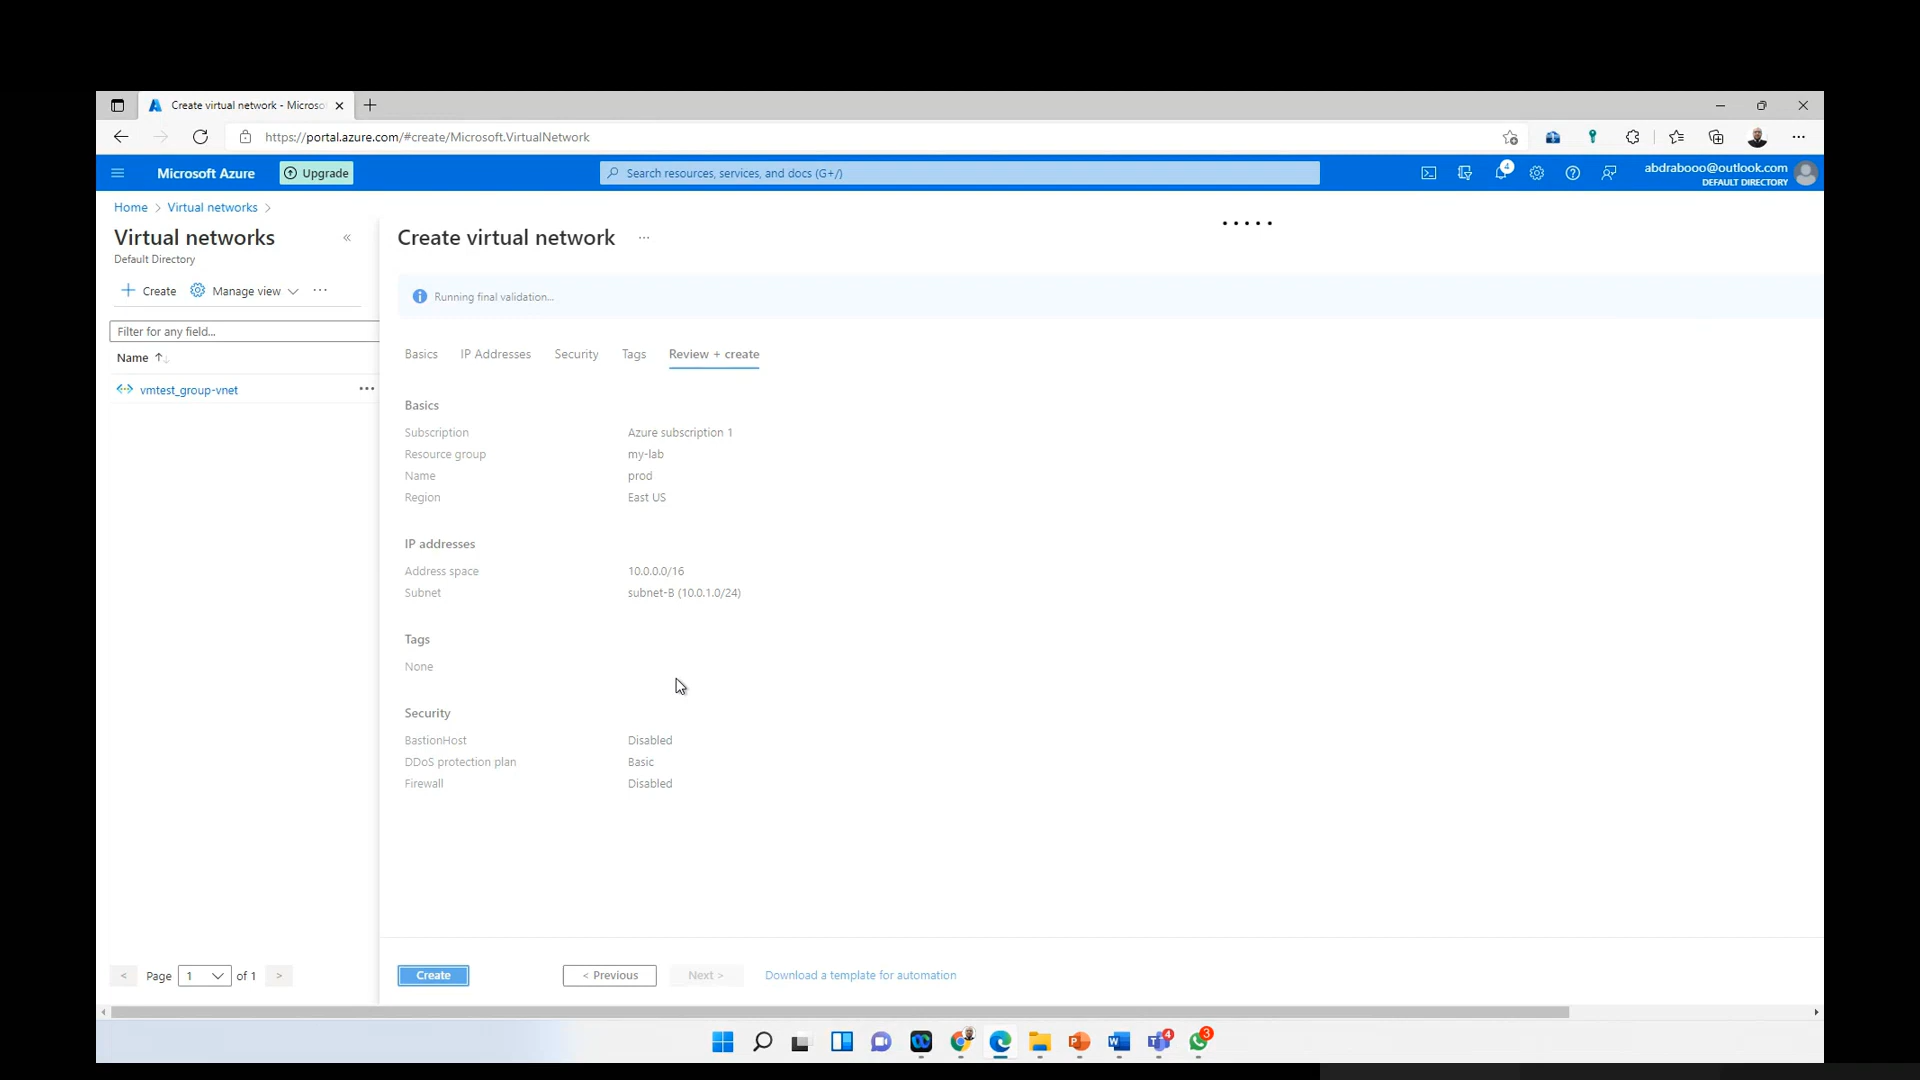 Create virtual network - Microso
https://portal.azure.com/#create/Microsoft.VirtualNetwork
Microsoft Azure
Upgrade
Search resources, services, and docs (G+/)
4
abdrabooo@outlook.com
DEFAULT DIRECTORY
Home > Virtual networks >
Virtual networks
Default Directory
Create
Manage view
Filter for any field...
Name
vmtest_group-vnet
Page 1 of 1
Create virtual network
Running final validation...
Basics
IP Addresses
Security
Tags
Review + create
Basics
Subscription Azure subscription 1
Resource group my-lab
Name prod
Region East US
IP addresses
Address space 10.0.0.0/16
Subnet subnet-B (10.0.1.0/24)
Tags
None
Security
BastionHost Disabled
DDoS protection plan Basic
Firewall Disabled
Create
< Previous
Next >
Download a template for automation
4
3